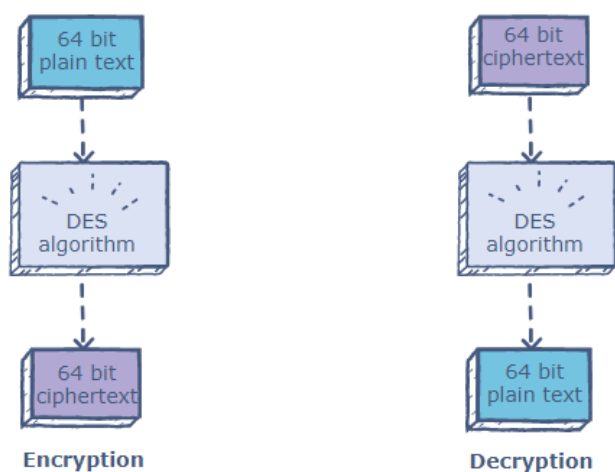 64 bit
plain text
DES
algorithm
64 bit
ciphertext
Encryption
64 bit
ciphertext
DES
algorithm
64 bit
plain text
Decryption